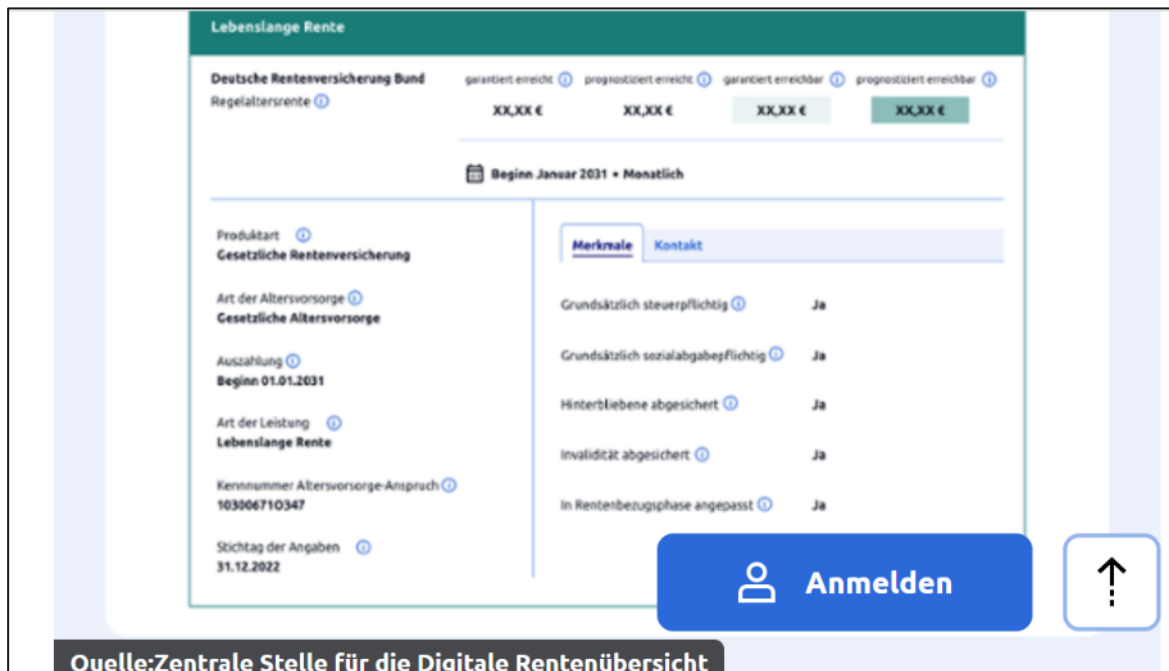 Lebenslange Rente
Deutsche Rentenversicherung Bund
Regelaltersrente
garantiert erreicht prognostiziert erreicht garantiert erreichbar prognostiziert erreichbar
XX,XX € XX,XX € XX,XX € XX,XX €
Beginn Januar 2031 • Monatlich
Produktart
Gesetzliche Rentenversicherung
Art der Altersvorsorge
Gesetzliche Altersvorsorge
Auszahlung
Beginn 01.01.2031
Art der Leistung
Lebenslange Rente
Kennnummer Altersvorsorge-Anspruch
10300671O347
Stichtag der Angaben
31.12.2022
Merkmale Kontakt
Grundsätzlich steuerpflichtig Ja
Grundsätzlich sozialabgabepflichtig Ja
Hinterbliebene abgesichert Ja
Invalidität abgesichert Ja
In Rentenbezugsphase angepasst Ja
Anmelden
Quelle:Zentrale Stelle für die Digitale Rentenübersicht